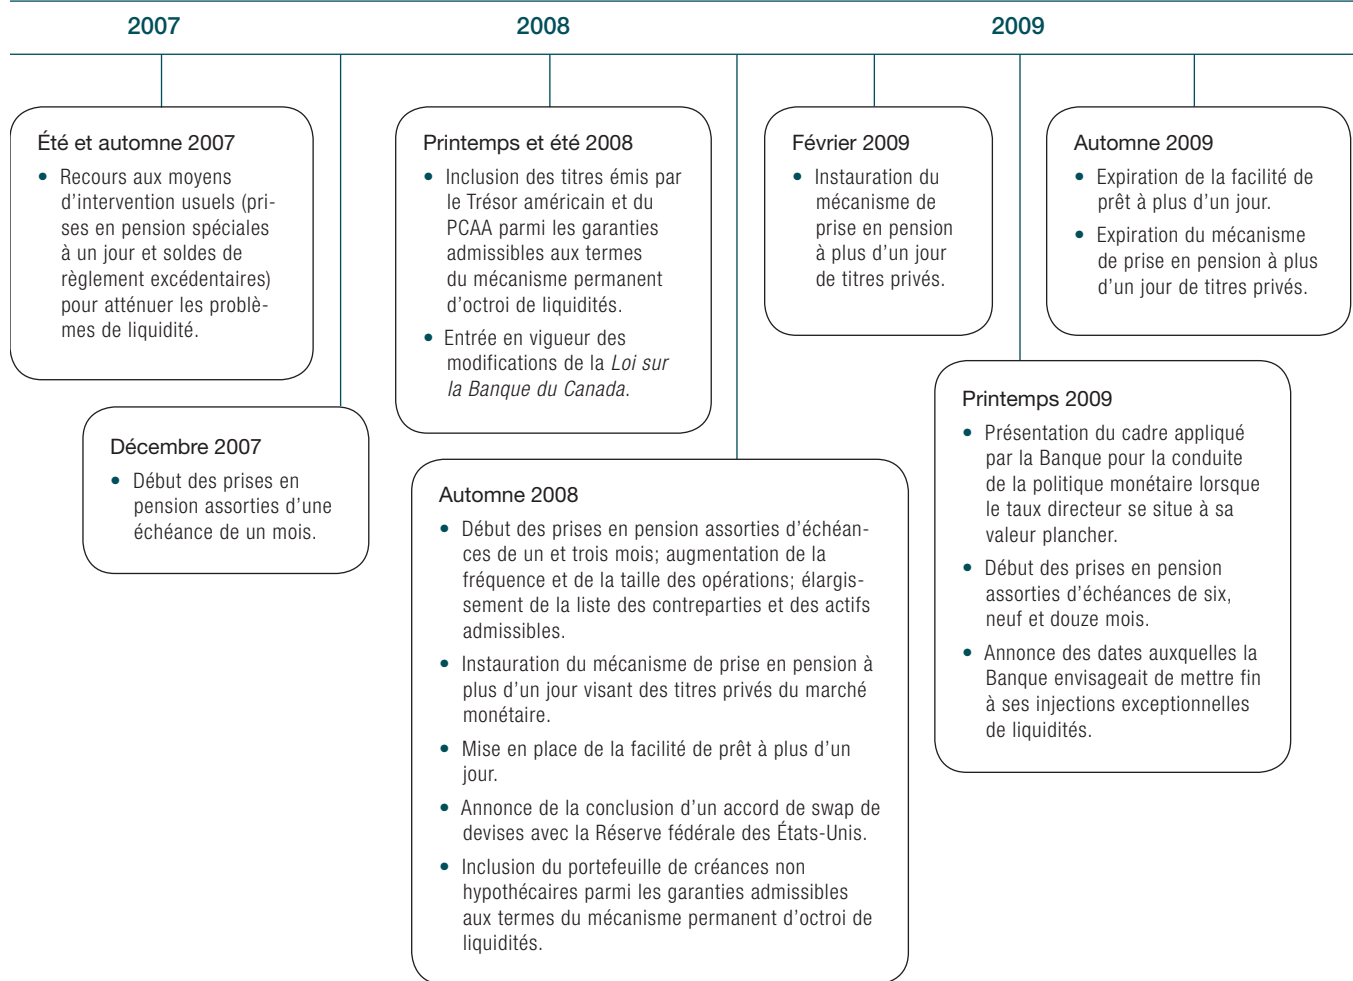 2007
2008
2009
Été et automne 2007
• Recours aux moyens
d’intervention usuels (pri-
ses en pension spéciales
à un jour et soldes de
règlement excédentaires)
pour atténuer les problè-
mes de liquidité.
Décembre 2007
• Début des prises en
pension assorties d’une
échéance de un mois.
Printemps et été 2008
• Inclusion des titres émis par
le Trésor américain et du
PCAA parmi les garanties
admissibles aux termes
du mécanisme permanent
d’octroi de liquidités.
• Entrée en vigueur des
modifications de la Loi sur
la Banque du Canada.
Automne 2008
• Début des prises en pension assorties d’échéan-
ces de un et trois mois; augmentation de la
fréquence et de la taille des opérations; élargis-
sement de la liste des contreparties et des actifs
admissibles.
• Instauration du mécanisme de prise en pension à
plus d’un jour visant des titres privés du marché
monétaire.
• Mise en place de la facilité de prêt à plus d’un
jour.
• Annonce de la conclusion d’un accord de swap de
devises avec la Réserve fédérale des États-Unis.
• Inclusion du portefeuille de créances non
hypothécaires parmi les garanties admissibles
aux termes du mécanisme permanent d’octroi de
liquidités.
Février 2009
• Instauration du
mécanisme de
prise en pension
à plus d’un jour
de titres privés.
Printemps 2009
• Présentation du cadre appliqué
par la Banque pour la conduite
de la politique monétaire lorsque
le taux directeur se situe à sa
valeur plancher.
• Début des prises en pension
assorties d’échéances de six,
neuf et douze mois.
• Annonce des dates auxquelles la
Banque envisageait de mettre fin
à ses injections exceptionnelles
de liquidités.
Automne 2009
• Expiration de la facilité de
prêt à plus d’un jour.
• Expiration du mécanisme
de prise en pension à plus
d’un jour de titres privés.